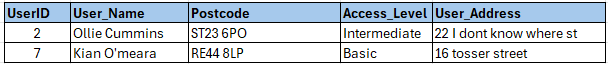 UserID User_Name Postcode Access_Level User_Address
2 Ollie Cummins ST23 6PO Intermediate 22 I dont know where st
7 Kian O'meara RE44 8LP Basic 16 tosser street